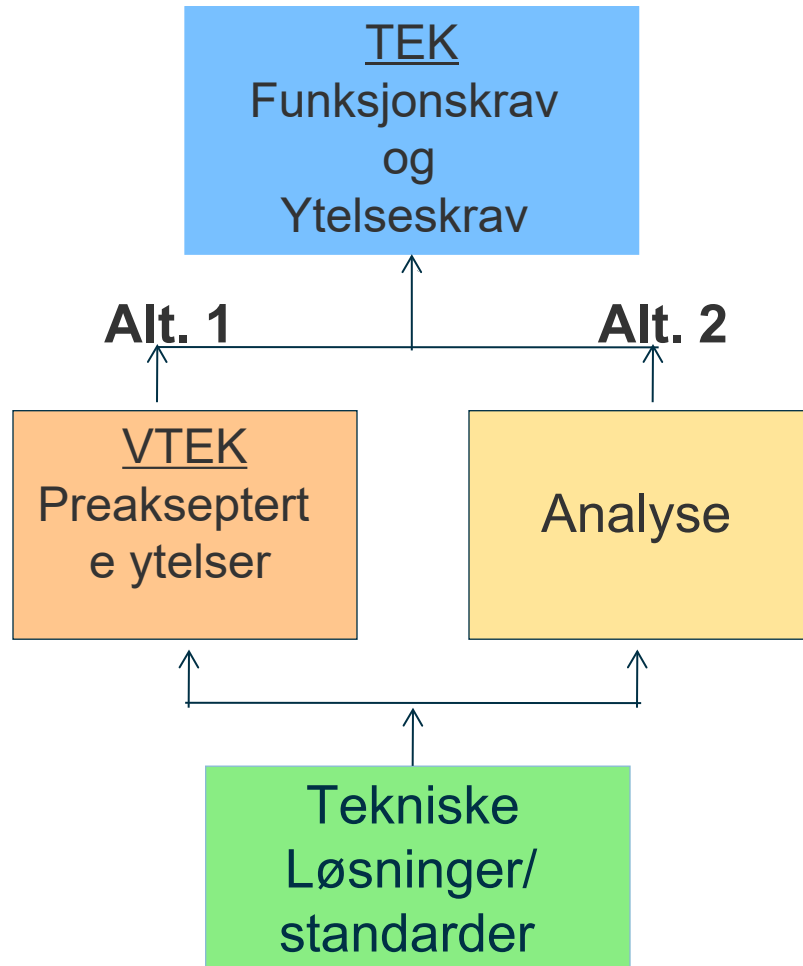 TEK
Funksjonskrav
og
Ytelseskrav
Alt. 1
Alt. 2
VTEK
Preakseptert
e ytelser
Analyse
Tekniske
Løsninger/
standarder